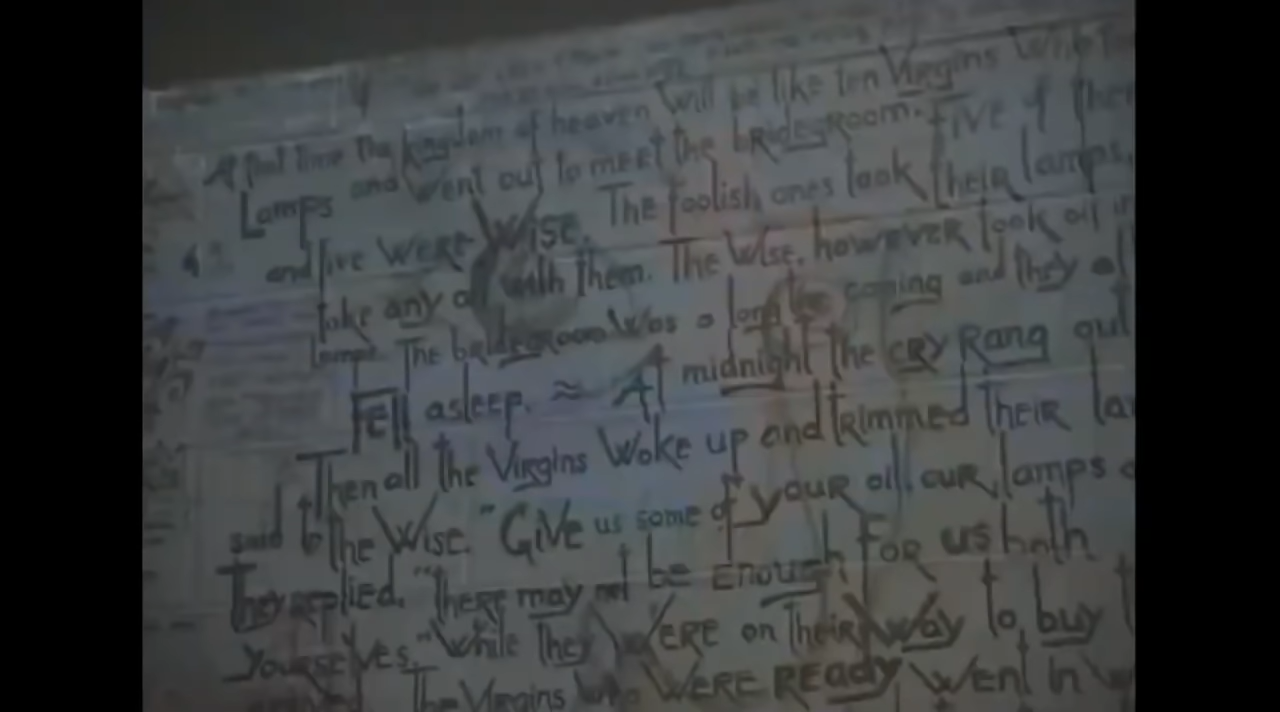 At that time the kingdom of heaven will be like ten Virgins Who
Lamps and went out to meet the bridegroom. Five of them
and five were Wise. The foolish ones took their lamps,
take any oil with them. The Wise, however took oil in
lamps. The bridegroom Was a long time coming and they all
Fell asleep. ≈ At midnight the cry Rang out
Then all the Virgins Woke up and trimmed their
said to the Wise. "Give us some of your oil, our lamps
They replied. "there may not be enough for us both
yourselves." While they Were on their way to buy
The Virgins who Were ready Went in